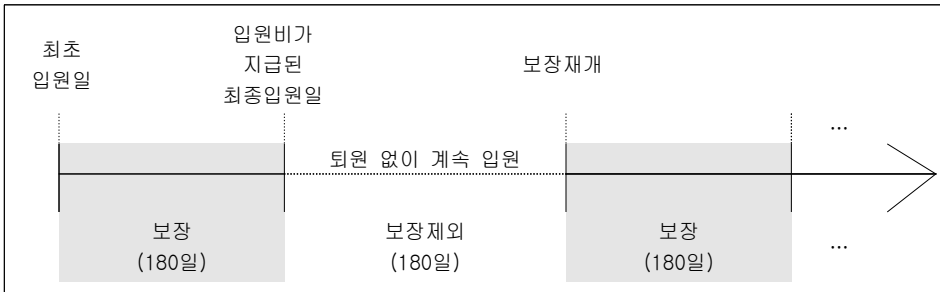 최초
입원일
입원비가
지급된
최종입원일
보장재개
...
퇴원 없이 계속 입원
보장
(180일)
보장제외
(180일)
보장
(180일)
...